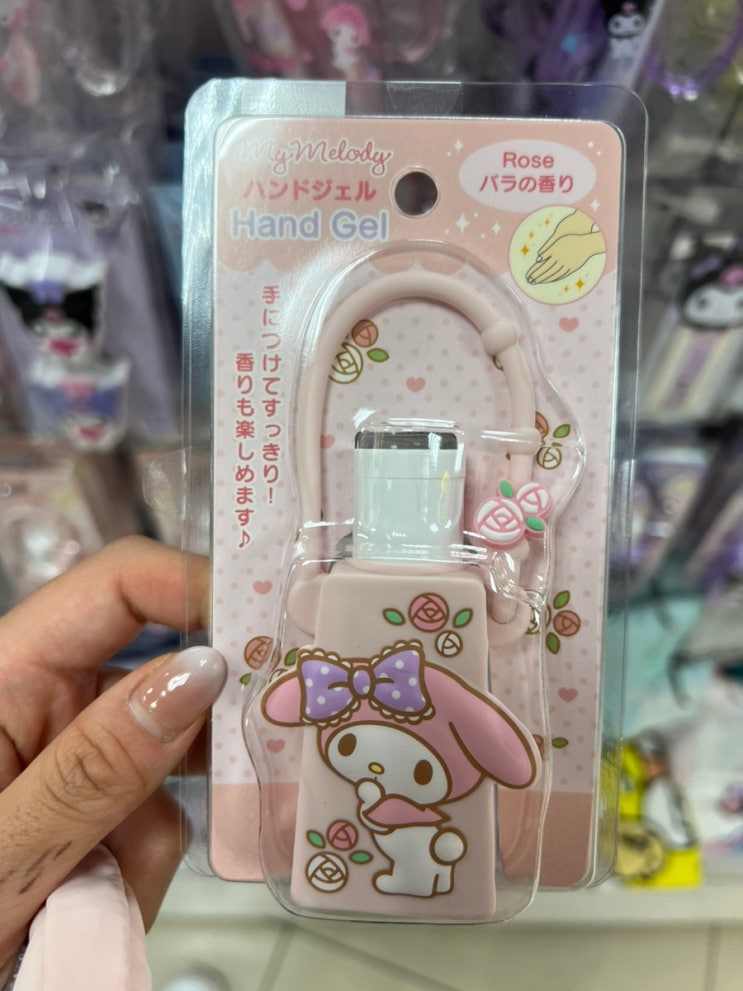 My Melody
ハンドジェル
Hand Gel
Rose
バラの香り
手につけてすっきり!
香りも楽しめます♪